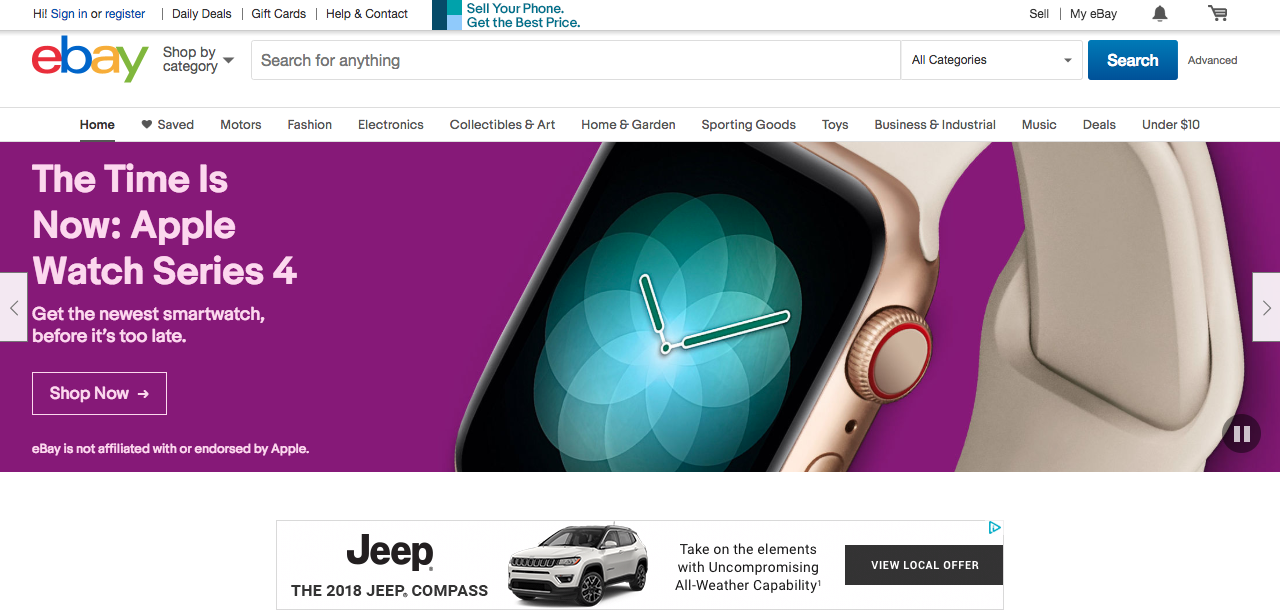 Hi! Sign in or register
Daily Deals
Gift Cards
Help & Contact
Sell Your Phone.
Get the Best Price.
Sell
My eBay
ebay
Shop by
category
Search for anything
All Categories
Search
Advanced
Home
Saved
Motors
Fashion
Electronics
Collectibles & Art
Home & Garden
Sporting Goods
Toys
Business & Industrial
Music
Deals
Under $10
The Time Is
Now: Apple
Watch Series 4
Get the newest smartwatch,
before it's too late.
Shop Now →
eBay is not affiliated with or endorsed by Apple.
Jeep®
THE 2018 JEEP® COMPASS
Take on the elements
with Uncompromising
All-Weather Capability¹
VIEW LOCAL OFFER